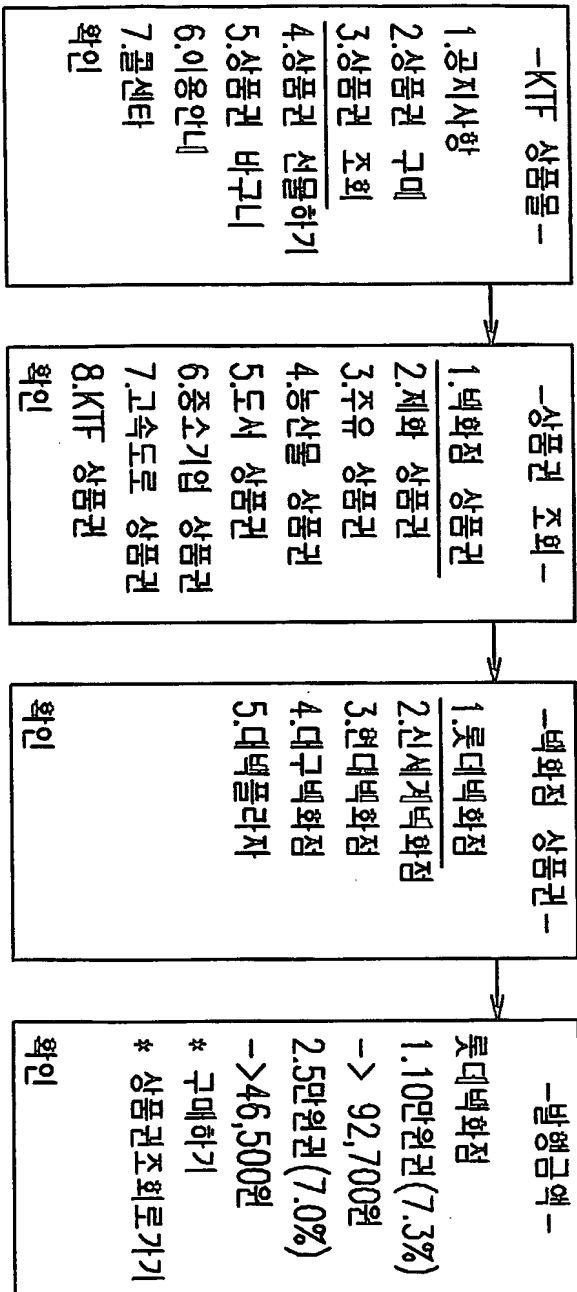 -KTF 상품몰-
1.공지사항
2.상품권 구매
3.상품권 조회
4.상품권 선물하기
5.상품권 바구니
6.이용안내
7.콜센타
확인
-상품권 조회-
1.백화점 상품권
2.제화 상품권
3.주유 상품권
4.농산물 상품권
5.도서 상품권
6.중소기업 상품권
7.고속도로 상품권
8.KTF 상품권
확인
-백화점 상품권-
1.롯데백화점
2.신세계백화점
3.현대백화점
4.대구백화점
5.대백플라자
확인
-발행금액-
롯데백화점
1.10만원권(7.3%)
-> 92,700원
2.5만원권(7.0%)
->46,500원
* 구매하기
* 상품권조회로가기
확인